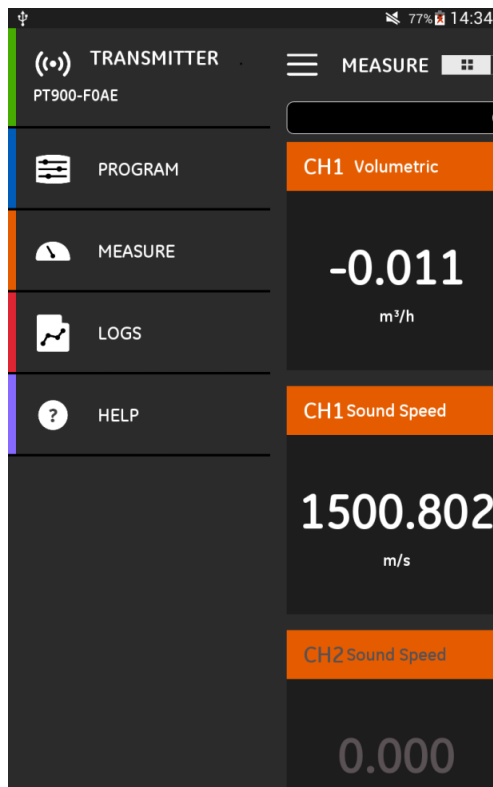 77% 14:34
TRANSMITTER
PT900-F0AE
PROGRAM
MEASURE
LOGS
? HELP
MEASURE
CH1 Volumetric
-0.011
m³/h
CH1 Sound Speed
1500.802
m/s
CH2 Sound Speed
0.000